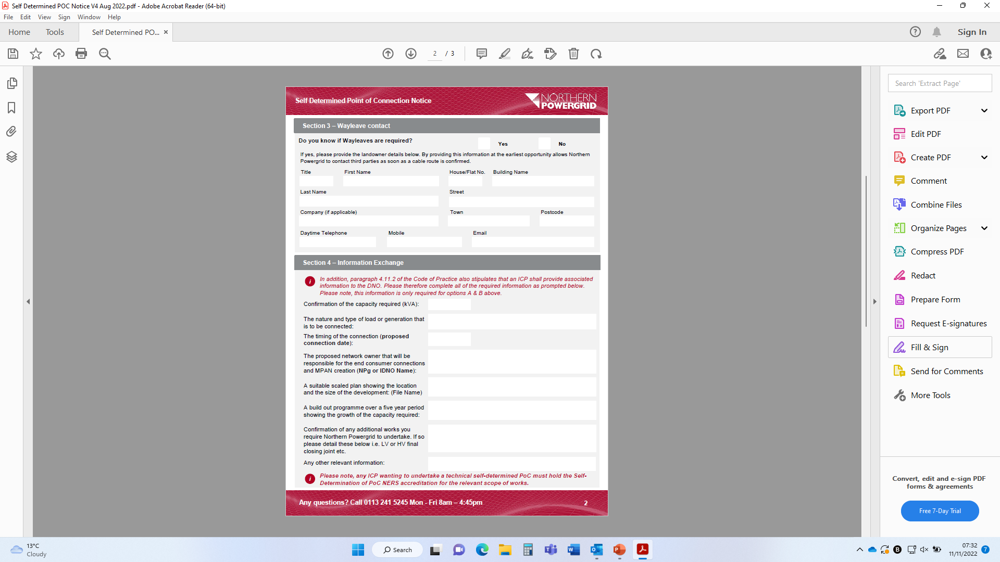 Self Determined POC Notice V4 Aug 2022.pdf - Adobe Acrobat Reader (64-bit)
File Edit View Sign Window Help
Home Tools Self Determined PO... × Sign In
2 / 3
Search 'Extract Page'
Export PDF
Edit PDF
Create PDF
Comment
Combine Files
Organize Pages
Compress PDF
Redact
Prepare Form
Request E-signatures
Fill & Sign
Send for Comments
More Tools
Convert, edit and e-sign PDF
forms & agreements
Free 7-Day Trial
Self Determined Point of Connection Notice
NORTHERN
POWERGRID
Section 3 – Wayleave contact
Do you know if Wayleaves are required? Yes No
If yes, please provide the landowner details below. By providing this information at the earliest opportunity allows Northern
Powergrid to contact third parties as soon as a cable route is confirmed.
Title First Name House/Flat No. Building Name
Last Name Street
Company (if applicable) Town Postcode
Daytime Telephone Mobile Email
Section 4 – Information Exchange
i
In addition, paragraph 4.11.2 of the Code of Practice also stipulates that an ICP shall provide associated
information to the DNO. Please therefore complete all of the required information as prompted below.
Please note, this information is only required for options A & B above.
Confirmation of the capacity required (kVA):
The nature and type of load or generation that
is to be connected:
The timing of the connection (proposed
connection date):
The proposed network owner that will be
responsible for the end consumer connections
and MPAN creation (NPg or IDNO Name):
A suitable scaled plan showing the location
and the size of the development: (File Name)
A build out programme over a five year period
showing the growth of the capacity required:
Confirmation of any additional works you
require Northern Powergrid to undertake. If so
please detail these below i.e. LV or HV final
closing joint etc.
Any other relevant information:
i
Please note, any ICP wanting to undertake a technical self-determined PoC must hold the Self-
Determination of PoC NERS accreditation for the relevant scope of works.
Any questions? Call 0113 241 5245 Mon - Fri 8am – 4:45pm 2
13°C
Cloudy
Search
07:32
11/11/2022
7